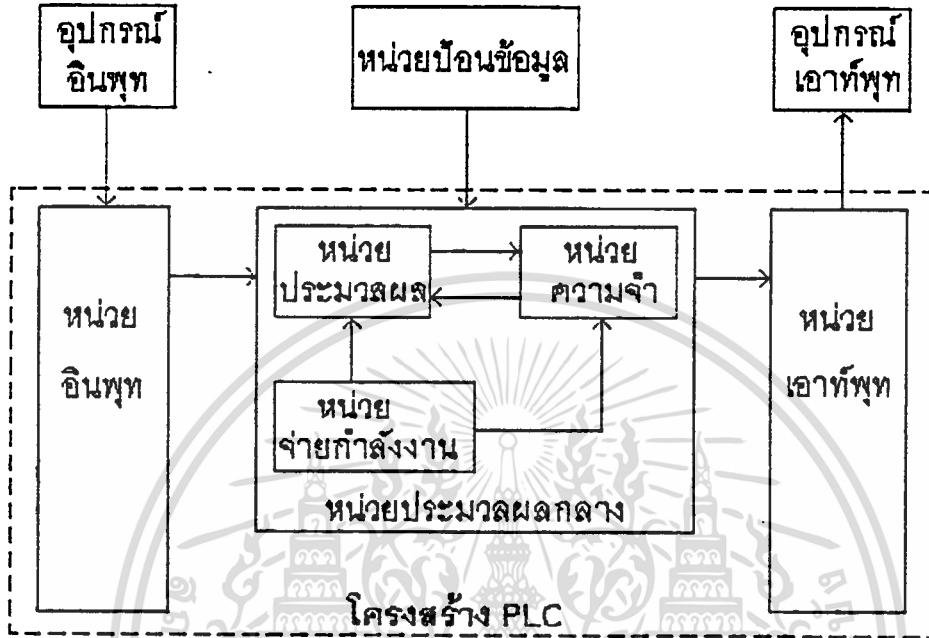 อุปกรณ์
อินพุท
หน่วยป้อนข้อมูล
อุปกรณ์
เอาท์พุท
หน่วย
อินพุท
หน่วย
ประมวลผล
หน่วย
ความจำ
หน่วย
จ่ายกำลังงาน
หน่วยประมวลผลกลาง
หน่วย
เอาท์พุท
โครงสร้าง PLC